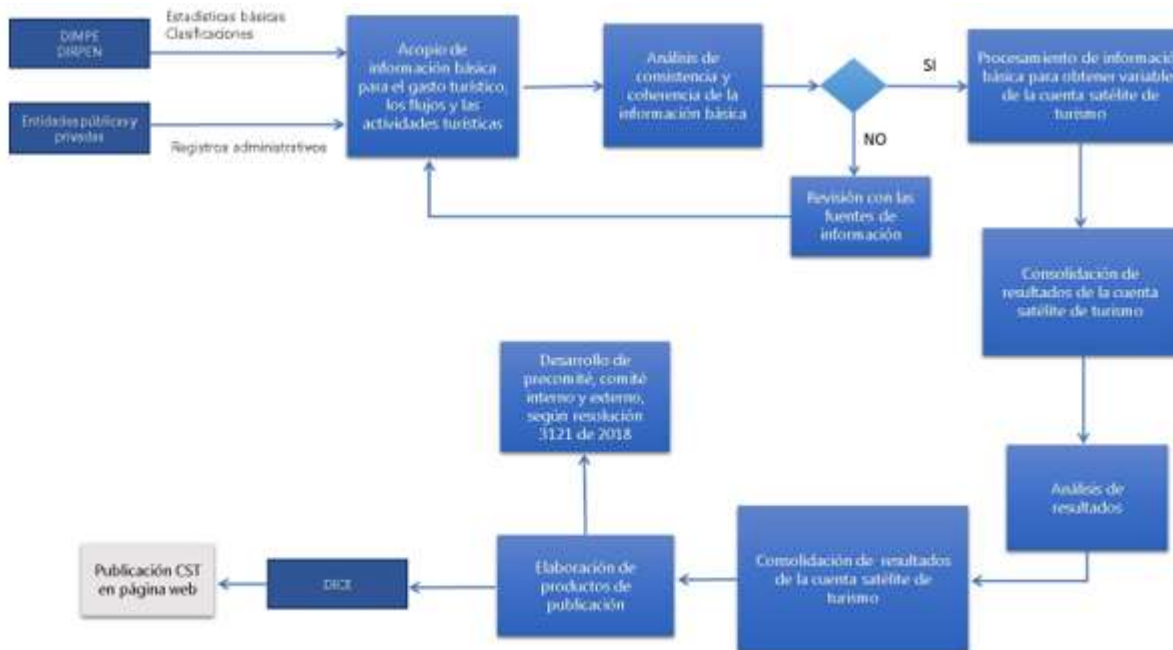 DIMPE
DIRPEN
Estadísticas básicas
Clasificaciones
Entidades públicas y
privadas
Registros administrativos
Acopio de
información básica
para el gasto turístico,
los flujos y las
actividades turísticas
Análisis de
consistencia y
coherencia de la
información básica
SI
NO
Revisión con las
fuentes de
información
Procesamiento de informació
básica para obtener variable
de la cuenta satélite de
turismo
Consolidación de
resultados de la cuenta
satélite de turismo
Análisis de
resultados
Consolidación de resultados
de la cuenta satélite de
turismo
Elaboración de
productos de
publicación
Desarrollo de
precomité, comité
interno y externo,
según resolución
3121 de 2018
DICE
Publicación CST
en página web